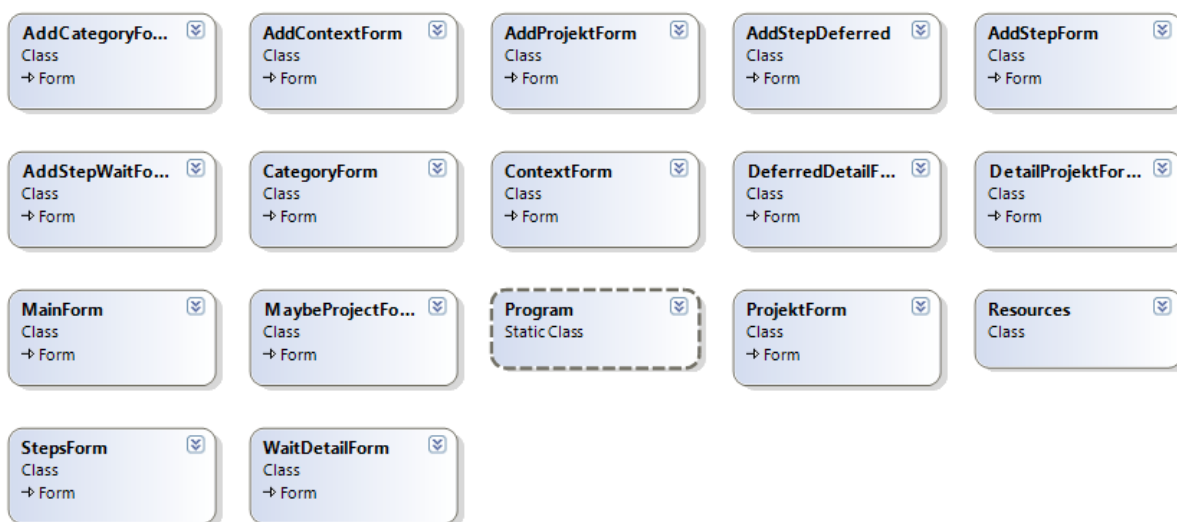 AddCategoryFo...
Class
Form
AddContextForm
Class
Form
AddProjektForm
Class
Form
AddStepDeferred
Class
Form
AddStepForm
Class
Form
AddStepWaitFo...
Class
Form
CategoryForm
Class
Form
ContextForm
Class
Form
DeferredDetailF...
Class
Form
DetailProjektFor...
Class
Form
MainForm
Class
Form
MaybeProjectFo...
Class
Form
Program
Static Class
ProjektForm
Class
Form
Resources
Class
StepsForm
Class
Form
WaitDetailForm
Class
Form